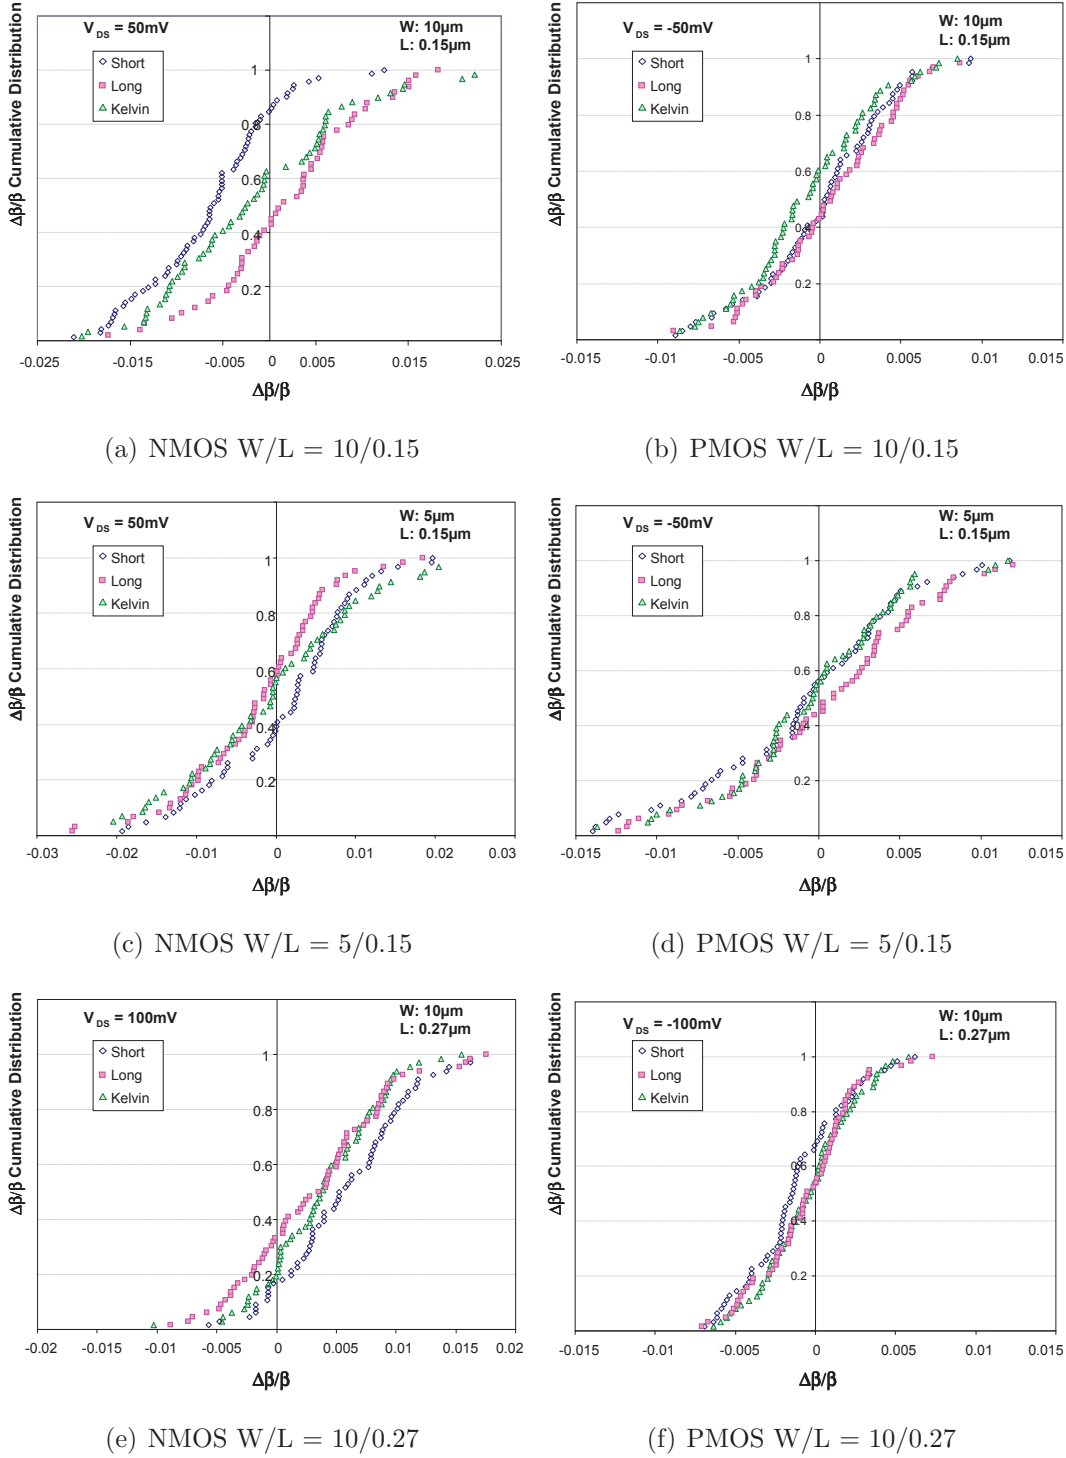 Δβ/β Cumulative Distribution
V DS = 50mV
W: 10µm
L: 0.15µm
Short
Long
Kelvin
1
0.8
0.6
0.4
0.2
-0.025 -0.015 -0.005 0 0.005 0.015 0.025
Δβ/β
(a) NMOS W/L = 10/0.15
Δβ/β Cumulative Distribution
V DS = -50mV
W: 10µm
L: 0.15µm
Short
Long
Kelvin
1
0.8
0.6
0.4
0.2
-0.015 -0.01 -0.005 0 0.005 0.01 0.015
Δβ/β
(b) PMOS W/L = 10/0.15
Δβ/β Cumulative Distribution
V DS = 50mV
W: 5µm
L: 0.15µm
Short
Long
Kelvin
1
0.8
0.6
0.4
0.2
-0.03 -0.02 -0.01 0 0.01 0.02 0.03
Δβ/β
(c) NMOS W/L = 5/0.15
Δβ/β Cumulative Distribution
V DS = -50mV
W: 5µm
L: 0.15µm
Short
Long
Kelvin
1
0.8
0.6
0.4
0.2
-0.015 -0.01 -0.005 0 0.005 0.01 0.015
Δβ/β
(d) PMOS W/L = 5/0.15
Δβ/β Cumulative Distribution
V DS = 100mV
W: 10µm
L: 0.27µm
Short
Long
Kelvin
1
0.8
0.6
0.4
0.2
-0.02 -0.015 -0.01 -0.005 0 0.005 0.01 0.015 0.02
Δβ/β
(e) NMOS W/L = 10/0.27
Δβ/β Cumulative Distribution
V DS = -100mV
W: 10µm
L: 0.27µm
Short
Long
Kelvin
1
0.8
0.6
0.4
0.2
-0.015 -0.01 -0.005 0 0.005 0.01 0.015
Δβ/β
(f) PMOS W/L = 10/0.27